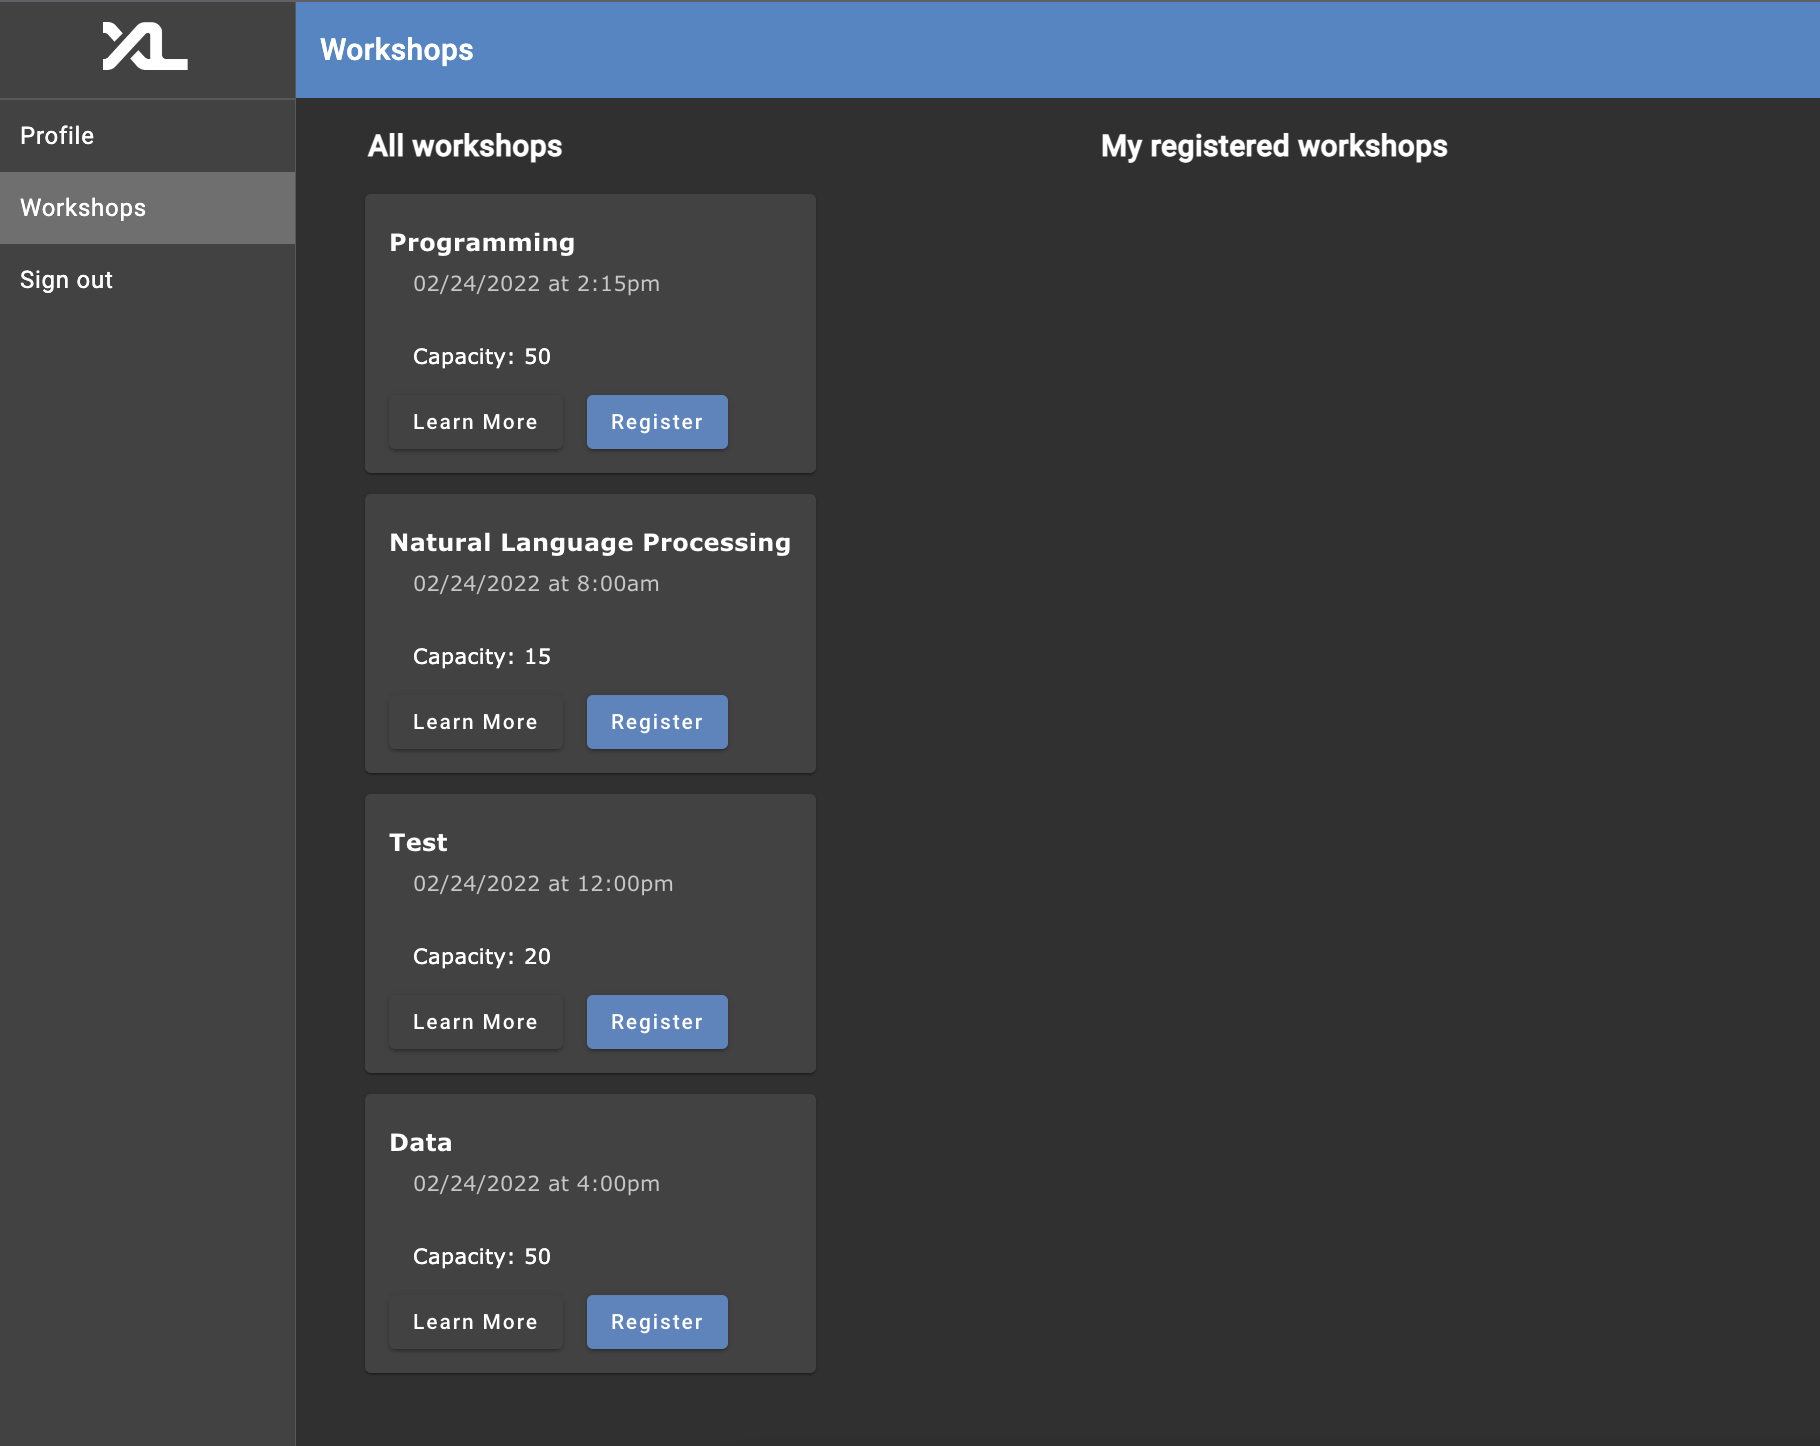 XL
Profile
Workshops
Sign out
Workshops
All workshops
Programming
02/24/2022 at 2:15pm
Capacity: 50
Learn More
Register
Natural Language Processing
02/24/2022 at 8:00am
Capacity: 15
Learn More
Register
Test
02/24/2022 at 12:00pm
Capacity: 20
Learn More
Register
Data
02/24/2022 at 4:00pm
Capacity: 50
Learn More
Register
My registered workshops